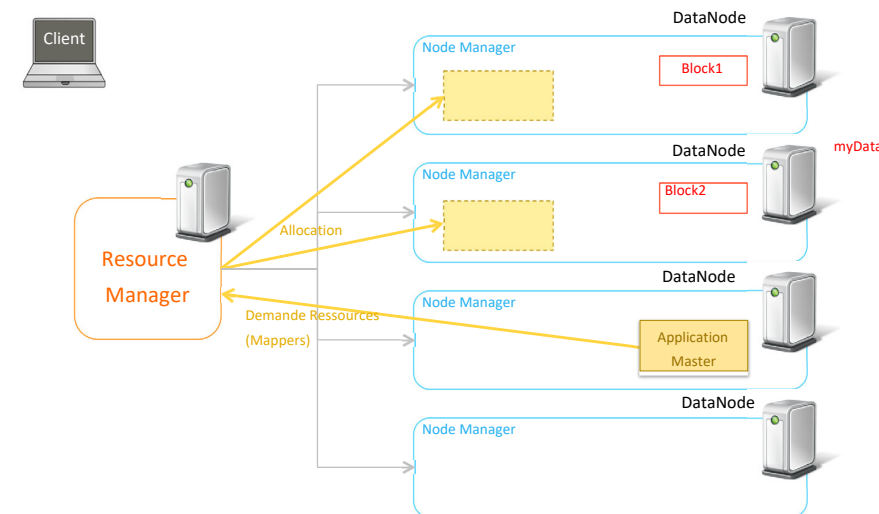 Client
DataNode
Node Manager
Block1
DataNode
myData
Node Manager
Block2
Allocation
Resource
Manager
DataNode
Node Manager
Demande Ressources
(Mappers)
Application
Master
DataNode
Node Manager